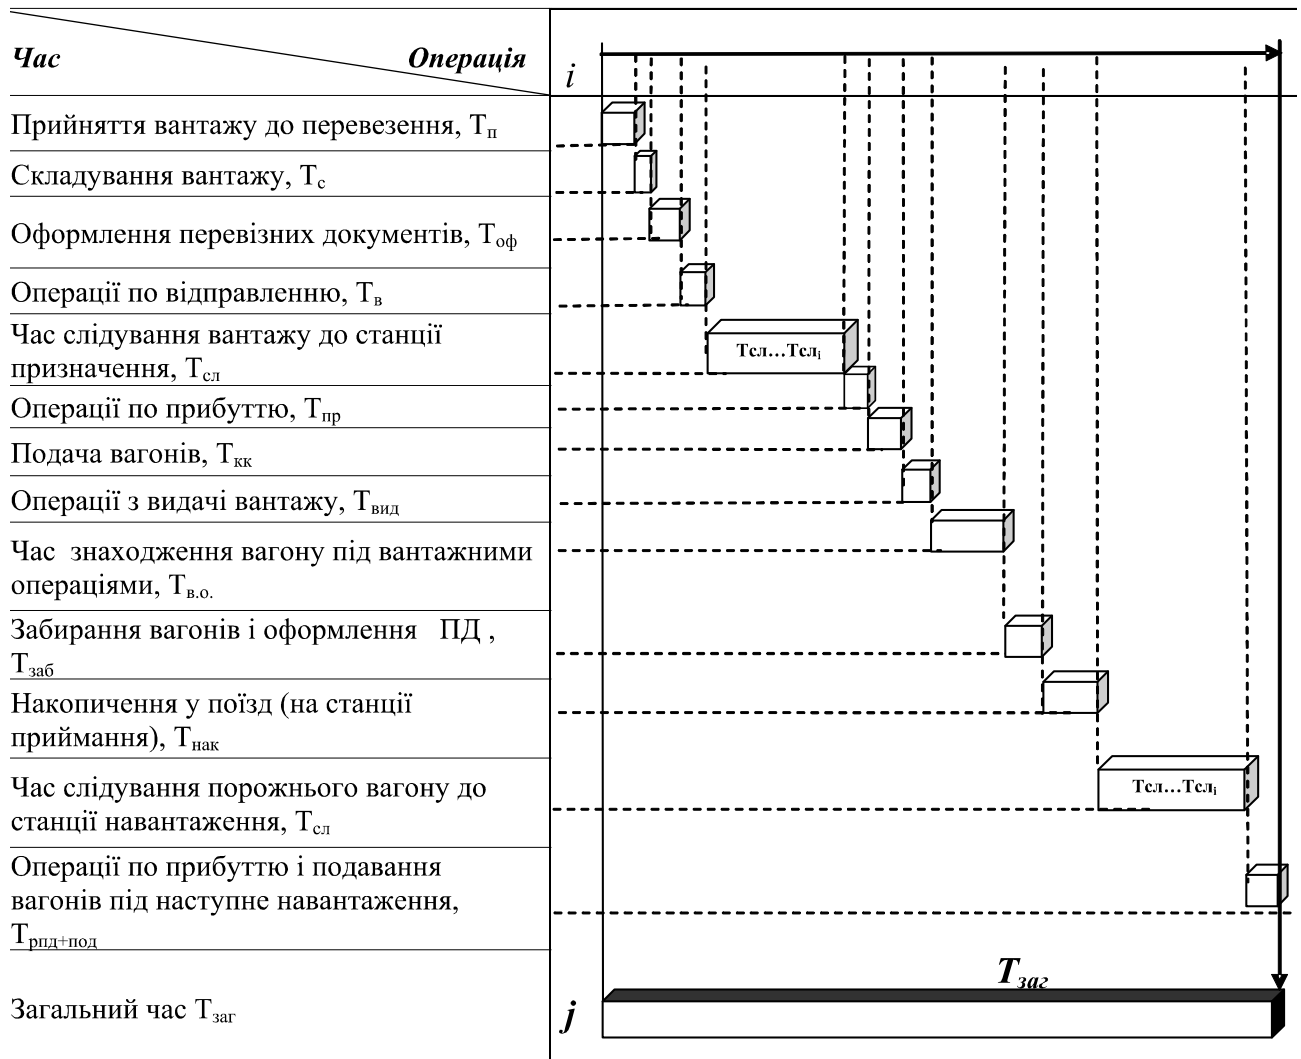 Час Операція
i
Прийняття вантажу до перевезення, Тп
Складування вантажу, Тс
Оформлення перевізних документів, Тоф
Операції по відправленню, Тв
Час слідування вантажу до станції
призначення, Тсл
Тсл…Тслi
Операції по прибуттю, Тпр
Подача вагонів, Ткк
Операції з видачі вантажу, Твид
Час знаходження вагону під вантажними
операціями, Тв.о.
Забирання вагонів і оформлення ПД ,
Тзаб
Накопичення у поїзд (на станції
приймання), Тнак
Час слідування порожнього вагону до
станції навантаження, Тсл
Тсл…Тслi
Операції по прибуттю і подавання
вагонів під наступне навантаження,
Трпд+под
Тзаг
Загальний час Тзаг
j